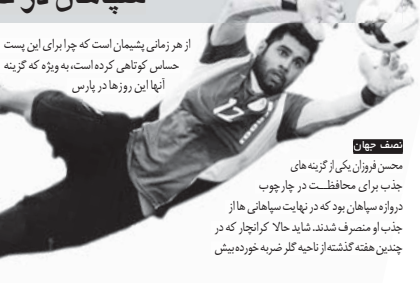 سپاهان در
نصف جهان
محسن فروزان یکی از گزینه های
جذب برای محافظت در چارچوب
دروازه سپاهان بود که در نهایت سپاهانی ها از
جذب او منصرف شدند. شاید حالا کرانچار که در
چندین هفته گذشته از ناحیه گلر ضربه خورده بیش
از هر زمانی پشیمان است که چرا برای این پست
حساس کوتاهی کرده است، به ویژه که گزینه
آنها این روزها در پارس
17